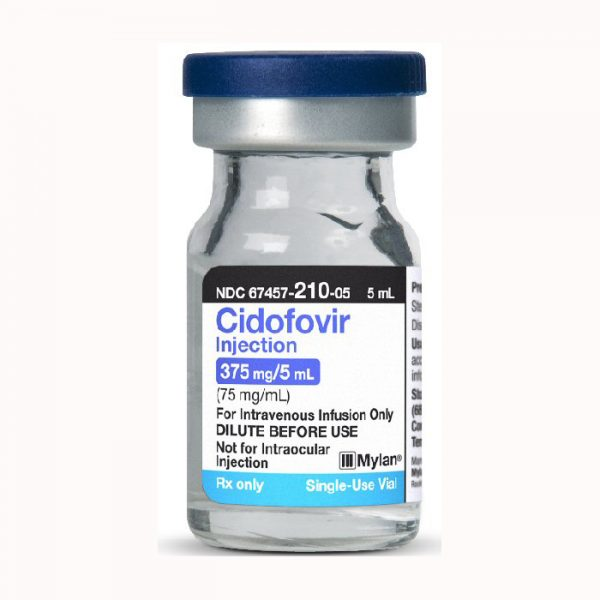 NDC 67457-210-05 5 mL
Cidofovir
Injection
375 mg/5 mL
(75 mg/mL)
For Intravenous Infusion Only
DILUTE BEFORE USE
Not for Intraocular
Injection
Mylan®
Rx only Single-Use Vial